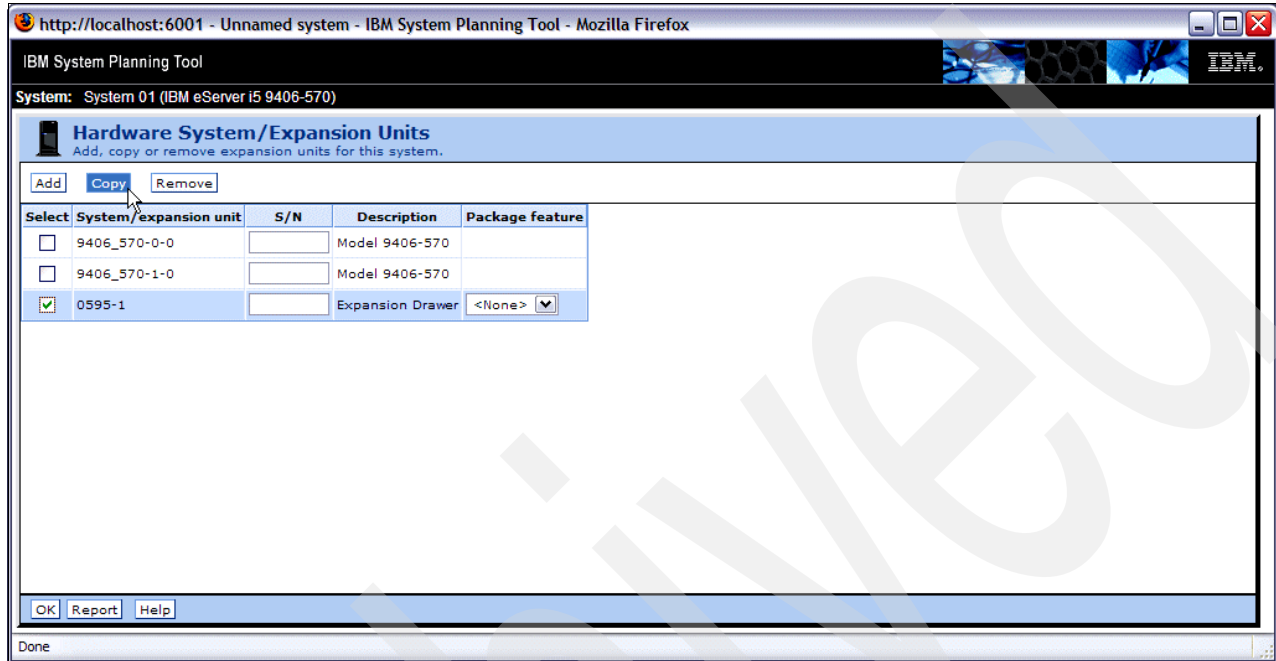 http://localhost:6001 - Unnamed system - IBM System Planning Tool - Mozilla Firefox
IBM System Planning Tool
IBM.
System: System 01 (IBM eServer i5 9406-570)
Hardware System/Expansion Units
Add, copy or remove expansion units for this system.
Add Copy Remove
Select System/expansion unit S/N Description Package feature
9406_570-0-0 Model 9406-570
9406_570-1-0 Model 9406-570
0595-1 Expansion Drawer <None>
OK Report Help
Done